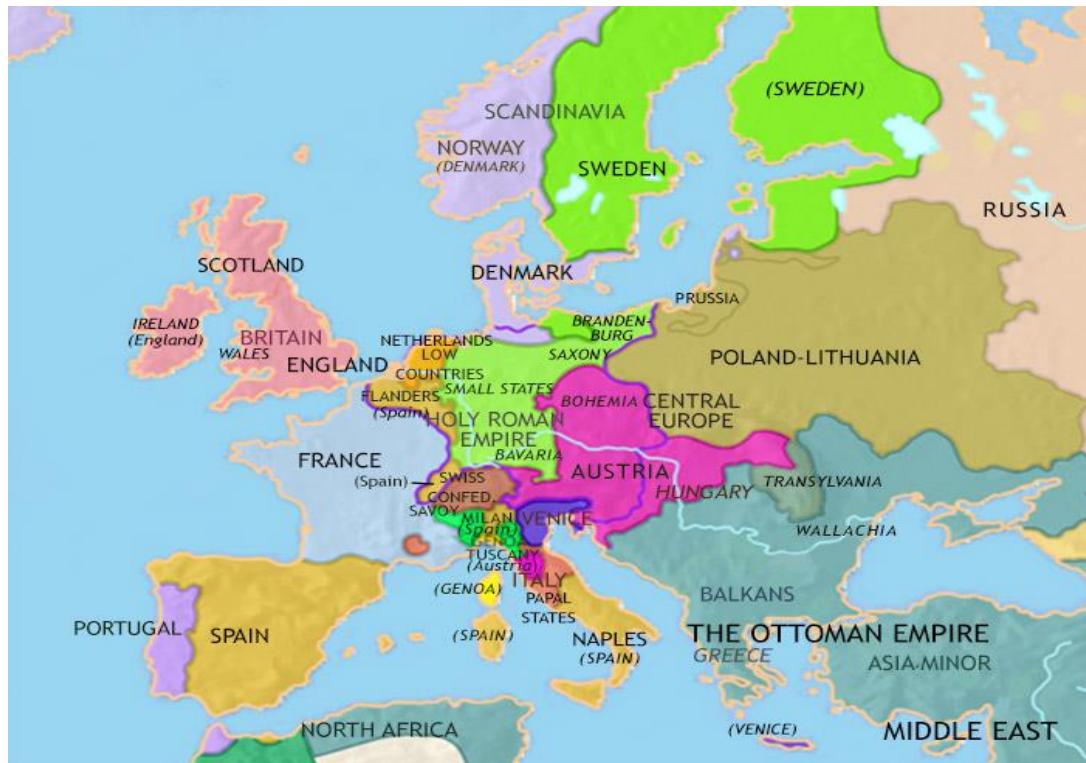 (SWEDEN)
SCANDINAVIA
NORWAY
(DENMARK)
SWEDEN
RUSSIA
SCOTLAND
DENMARK
PRUSSIA
IRELAND
(England)
BRITAIN
WALES
ENGLAND
NETHERLANDS
LOW
COUNTRIES
BRANDEN-
BURG
SAXONY
POLAND-LITHUANIA
FLANDERS
(Spain)
SMALL STATES
HOLY ROMAN
EMPIRE
BAVARIA
BOHEMIA
CENTRAL
EUROPE
FRANCE
(Spain)
SWISS
CONFED.
SAVOY
AUSTRIA
HUNGARY
TRANSYLVANIA
WALLACHIA
MILAN
(Spain)
VENICE
TUSCANY
(Austria)
ITALY
(GENOA)
PAPAL
STATES
BALKANS
PORTUGAL
SPAIN
(SPAIN)
NAPLES
(SPAIN)
THE OTTOMAN EMPIRE
GREECE
ASIA-MINOR
NORTH AFRICA
(VENICE)
MIDDLE EAST